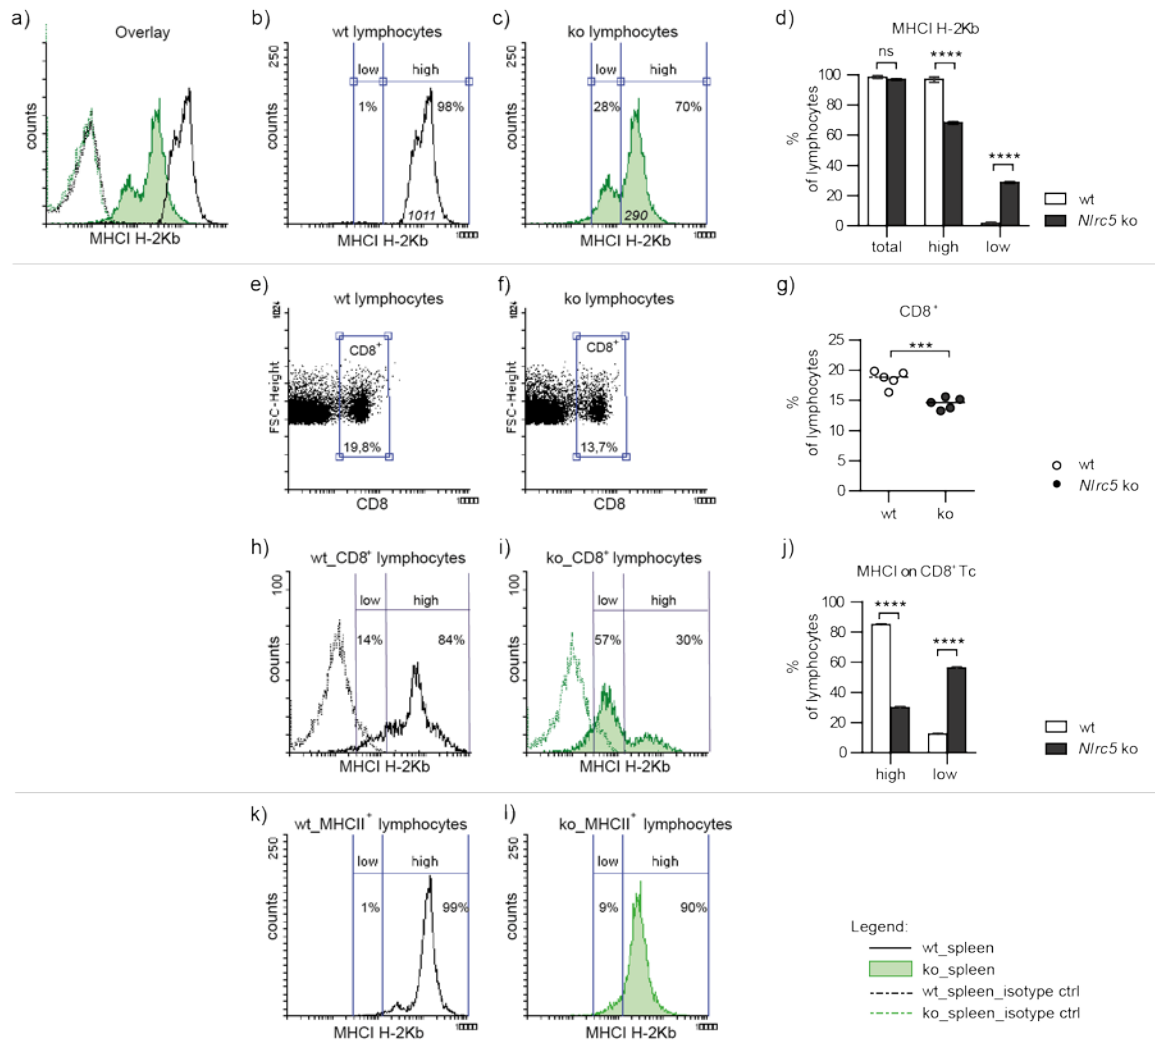 a)
Overlay
counts
MHCI H-2Kb
b)
wt lymphocytes
250
low
high
1%
98%
1011
counts
MHCI H-2Kb
c)
ko lymphocytes
250
low
high
28%
70%
290
counts
MHCI H-2Kb
d)
MHCI H-2Kb
ns
****
****
100
80
60
40
20
0
%
of lymphocytes
total
high
low
wt
Nlrc5 ko
e)
wt lymphocytes
1024
CD8+
19,8%
FSC-Height
CD8
10000
f)
ko lymphocytes
1024
CD8+
13,7%
FSC-Height
CD8
10000
g)
CD8+
***
25
20
15
10
5
0
%
of lymphocytes
wt
ko
wt
Nlrc5 ko
h)
wt_CD8+ lymphocytes
100
low
high
14%
84%
counts
MHCI H-2Kb
i)
ko_CD8+ lymphocytes
100
low
high
57%
30%
counts
MHCI H-2Kb
j)
MHCI on CD8+ Tc
****
****
100
80
60
40
20
0
%
of lymphocytes
high
low
wt
Nlrc5 ko
k)
wt_MHCII+ lymphocytes
250
low
high
1%
99%
counts
MHCI H-2Kb
10000
l)
ko_MHCII+ lymphocytes
250
low
high
9%
90%
counts
MHCI H-2Kb
10000
Legend:
wt_spleen
ko_spleen
wt_spleen_isotype ctrl
ko_spleen_isotype ctrl